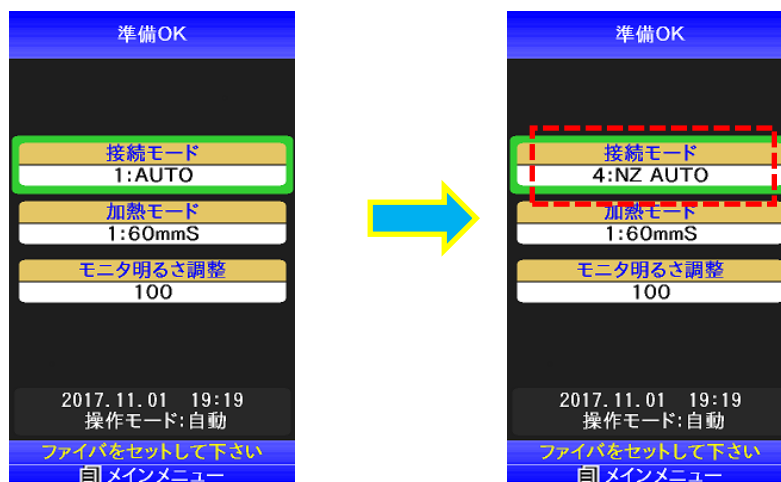 準備OK
接続モード
1:AUTO
加熱モード
1:60mmS
モニタ明るさ調整
100
2017.11.01 19:19
操作モード:自動
ファイバをセットして下さい
メインメニュー
準備OK
接続モード
4:NZ AUTO
加熱モード
1:60mmS
モニタ明るさ調整
100
2017.11.01 19:19
操作モード:自動
ファイバをセットして下さい
メインメニュー